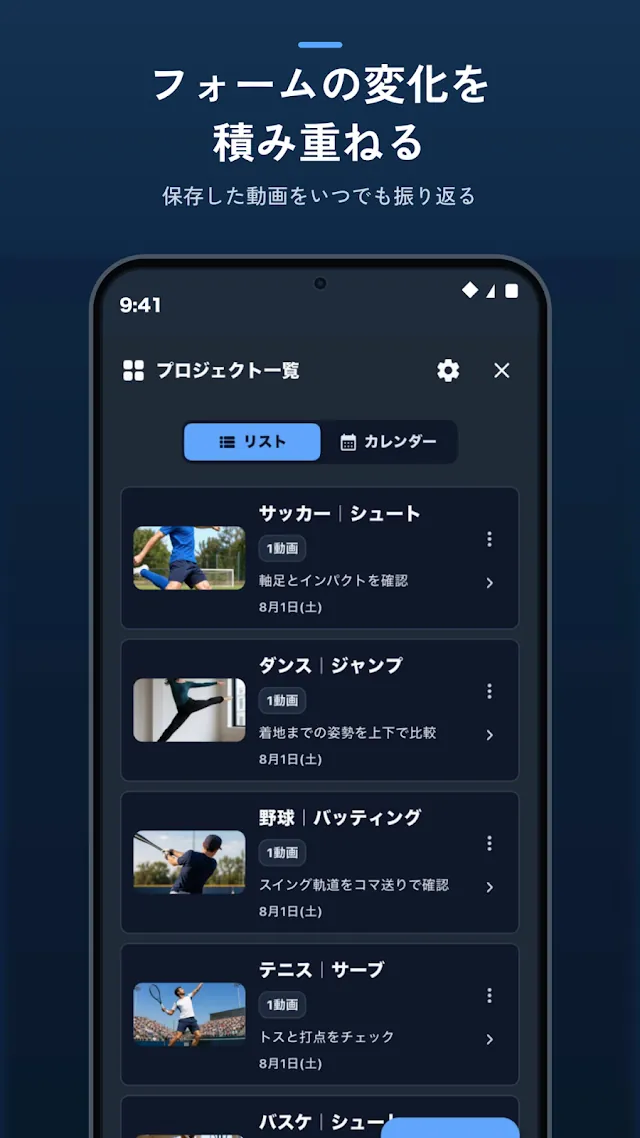 フォームの変化を
積み重ねる
保存した動画をいつでも振り返る
9:41
プロジェクト一覧
リスト
カレンダー
サッカー｜シュート
1動画
軸足とインパクトを確認
8月1日(土)
ダンス｜ジャンプ
1動画
着地までの姿勢を上下で比較
8月1日(土)
野球｜バッティング
1動画
スイング軌道をコマ送りで確認
8月1日(土)
テニス｜サーブ
1動画
トスと打点をチェック
8月1日(土)
バスケ｜シュート